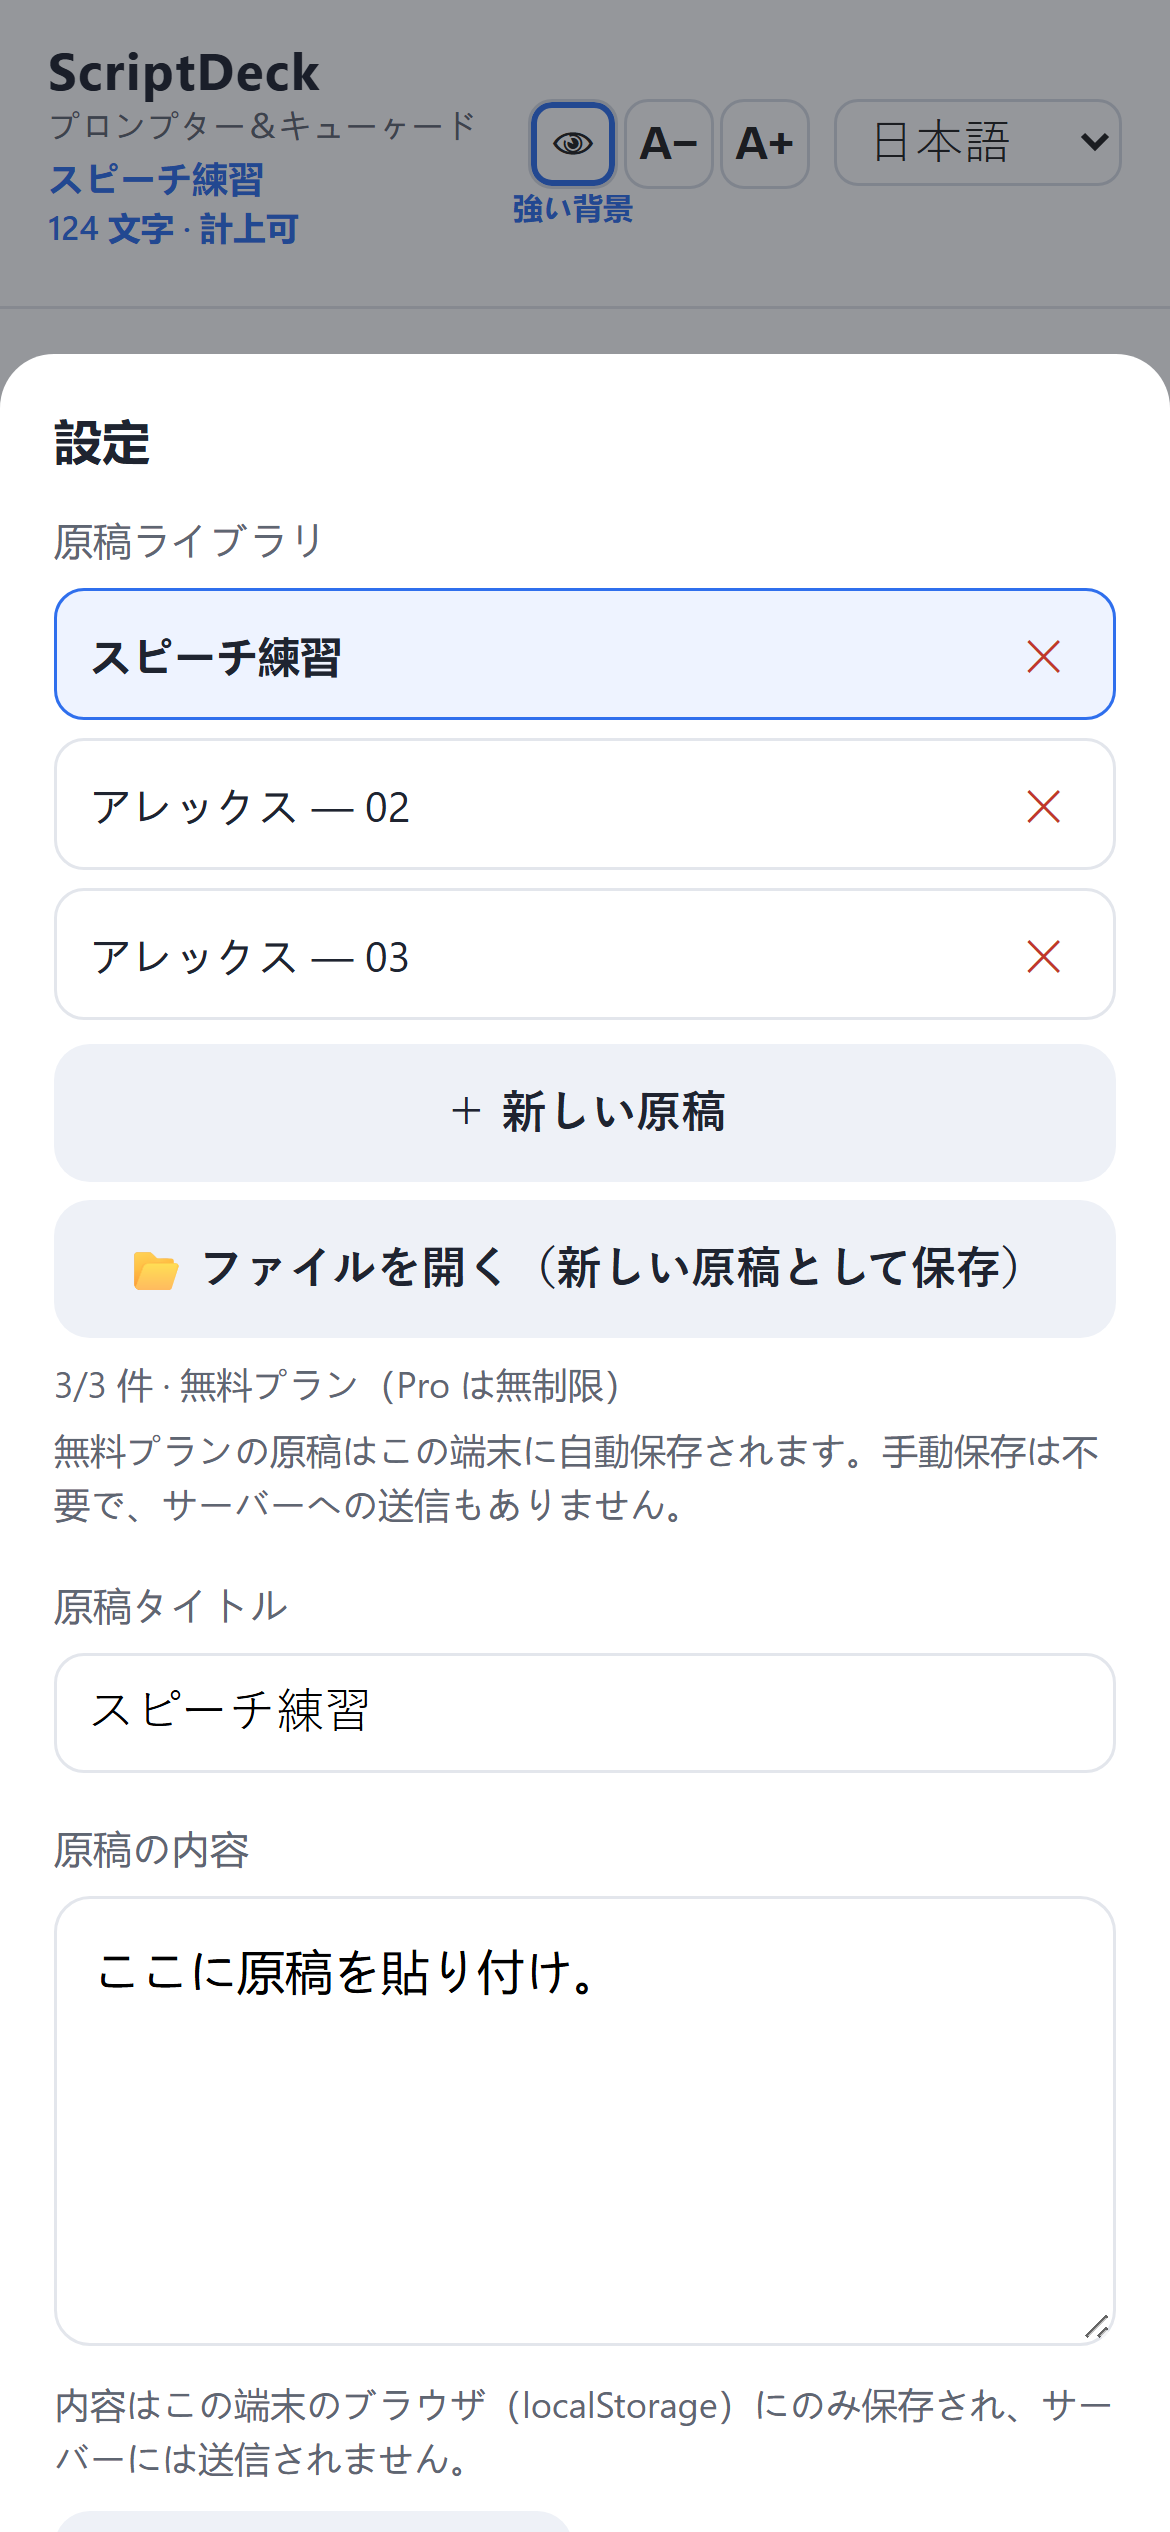 ScriptDeck
プロンプター＆キューヶード
スピーチ練習
124 文字 · 計上可
A−
A+
日本語
強い背景
設定
原稿ライブラリ
スピーチ練習
アレックス — 02
アレックス — 03
＋ 新しい原稿
ファイルを開く（新しい原稿として保存）
3/3 件 · 無料プラン（Pro は無制限）
無料プランの原稿はこの端末に自動保存されます。手動保存は不
要で、サーバーへの送信もありません。
原稿タイトル
スピーチ練習
原稿の内容
ここに原稿を貼り付け。
内容はこの端末のブラウザ（localStorage）にのみ保存され、サー
バーには送信されません。